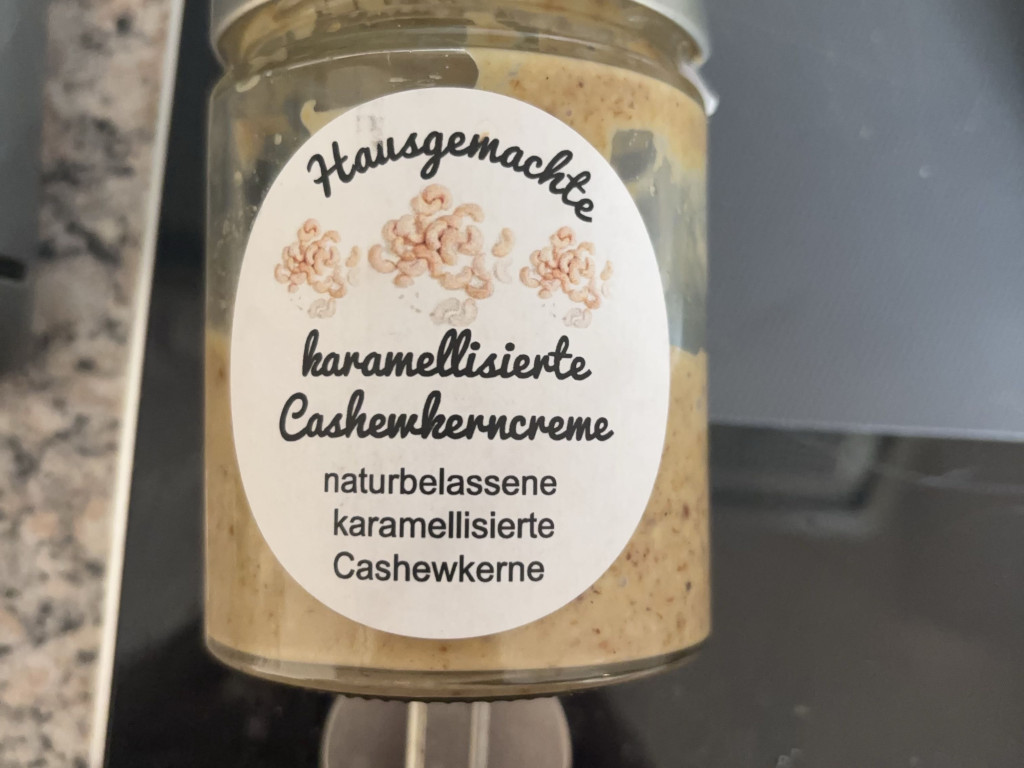 Hausgemachte
karamellisierte
Cashewkerncreme
naturbelassene
karamellisierte
Cashewkerne